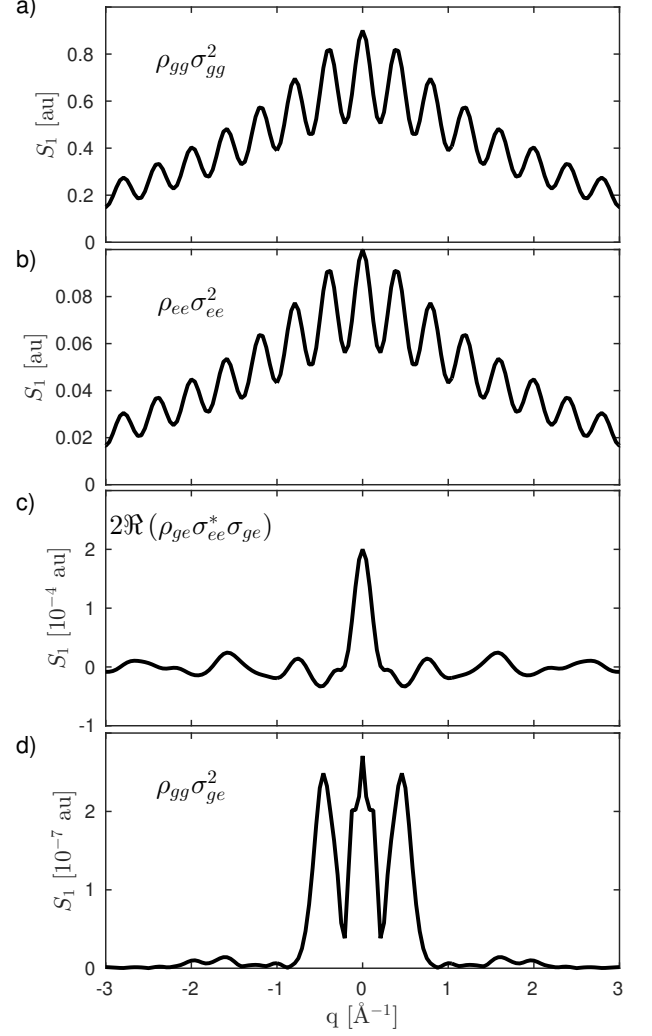 a)
ρ_{gg}σ_{gg}^{2}
S_1 [au]
0.8
0.6
0.4
0.2
0
b)
ρ_{ee}σ_{ee}^{2}
S_1 [au]
0.08
0.06
0.04
0.02
0
c)
2ℜ(ρ_{ge}σ_{ee}^{*}σ_{ge})
S_1 [10^{−4} au]
2
1
0
-1
d)
ρ_{gg}σ_{ge}^{2}
S_1 [10^{−7} au]
2
1
0
-3 -2 -1 0 1 2 3
q [Å^{−1}]